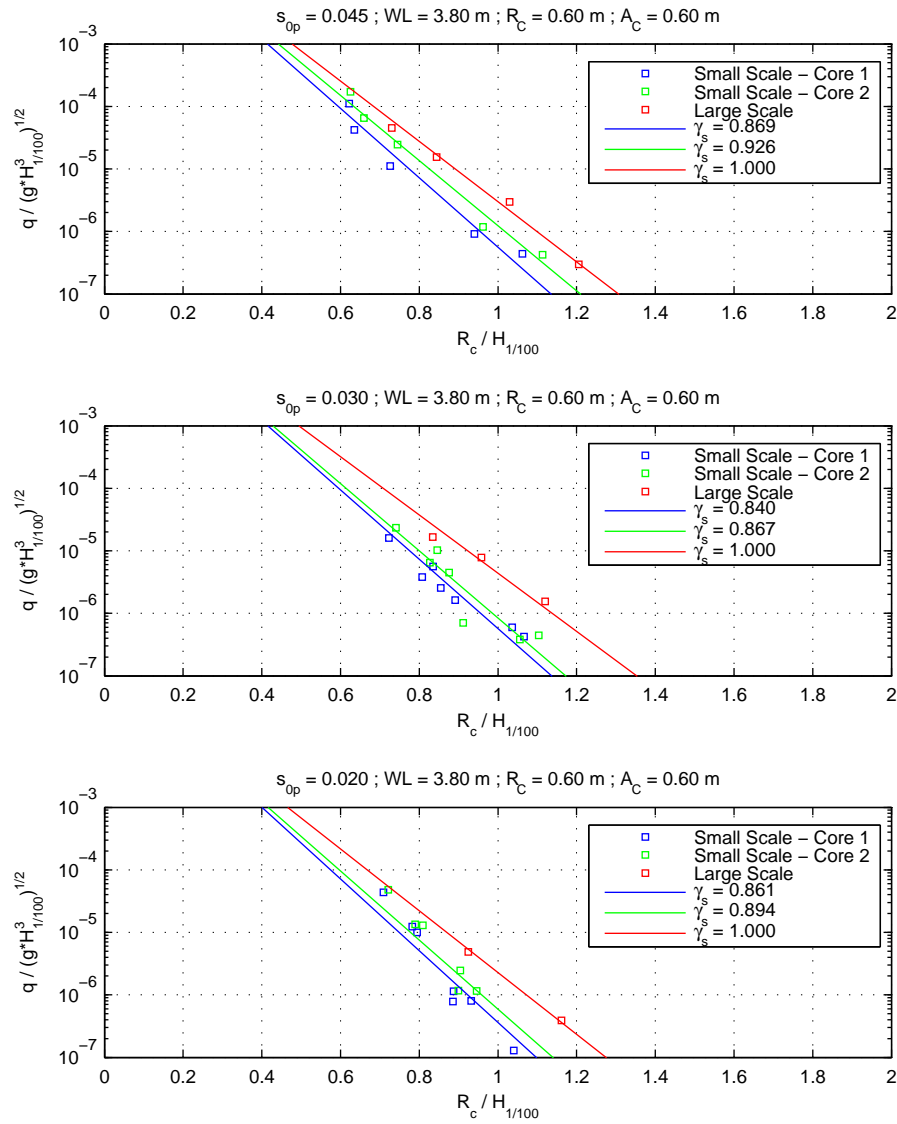 s0p = 0.045 ; WL = 3.80 m ; RC = 0.60 m ; AC = 0.60 m
10−3
10−4
10−5
10−6
10−7
q / (g*H31/100)1/2
Small Scale − Core 1
Small Scale − Core 2
Large Scale
γs = 0.869
γs = 0.926
γs = 1.000
0 0.2 0.4 0.6 0.8 1 1.2 1.4 1.6 1.8 2
Rc / H1/100
s0p = 0.030 ; WL = 3.80 m ; RC = 0.60 m ; AC = 0.60 m
10−3
10−4
10−5
10−6
10−7
q / (g*H31/100)1/2
Small Scale − Core 1
Small Scale − Core 2
Large Scale
γs = 0.840
γs = 0.867
γs = 1.000
0 0.2 0.4 0.6 0.8 1 1.2 1.4 1.6 1.8 2
Rc / H1/100
s0p = 0.020 ; WL = 3.80 m ; RC = 0.60 m ; AC = 0.60 m
10−3
10−4
10−5
10−6
10−7
q / (g*H31/100)1/2
Small Scale − Core 1
Small Scale − Core 2
Large Scale
γs = 0.861
γs = 0.894
γs = 1.000
0 0.2 0.4 0.6 0.8 1 1.2 1.4 1.6 1.8 2
Rc / H1/100